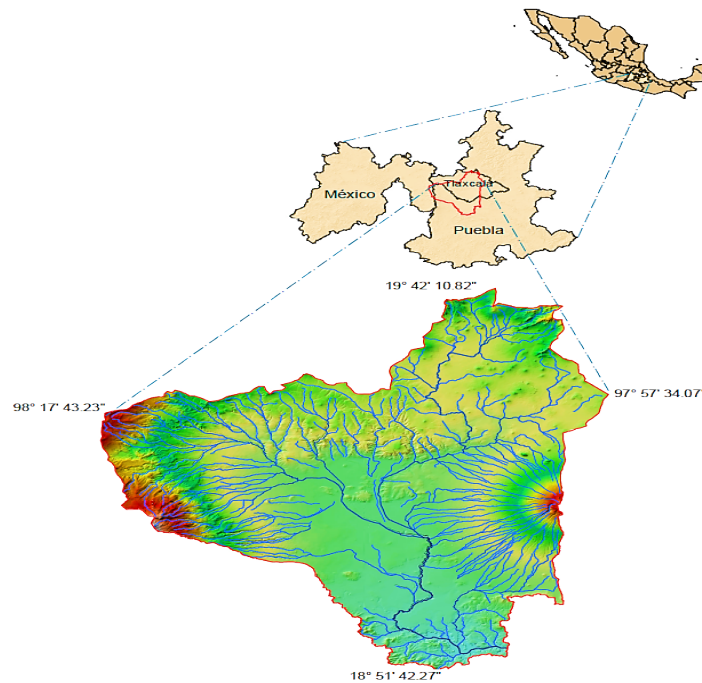 México
Tlaxcala
Puebla
19° 42' 10.82"
98° 17' 43.23"
97° 57' 34.07"
18° 51' 42.27"